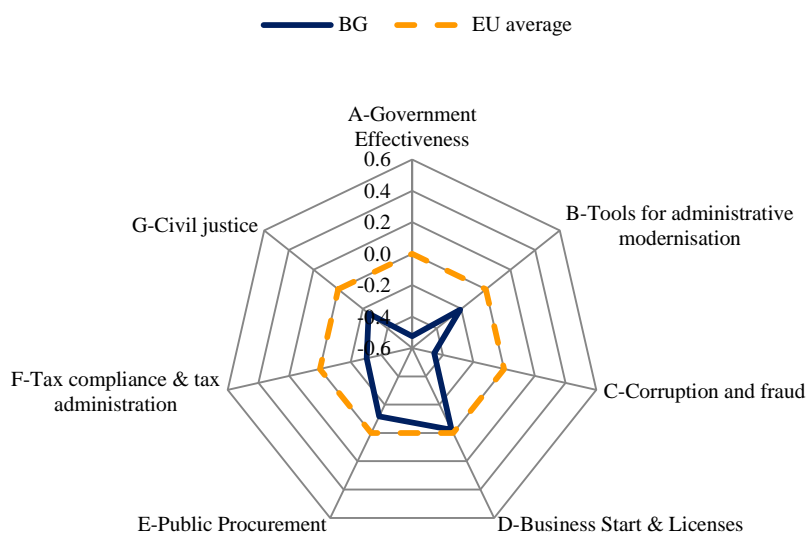 BG
EU average
A-Government
Effectiveness
0.6
0.4
0.2
0.0
-0.2
-0.4
-0.6
B-Tools for administrative
modernisation
C-Corruption and fraud
D-Business Start & Licenses
E-Public Procurement
F-Tax compliance & tax
administration
G-Civil justice